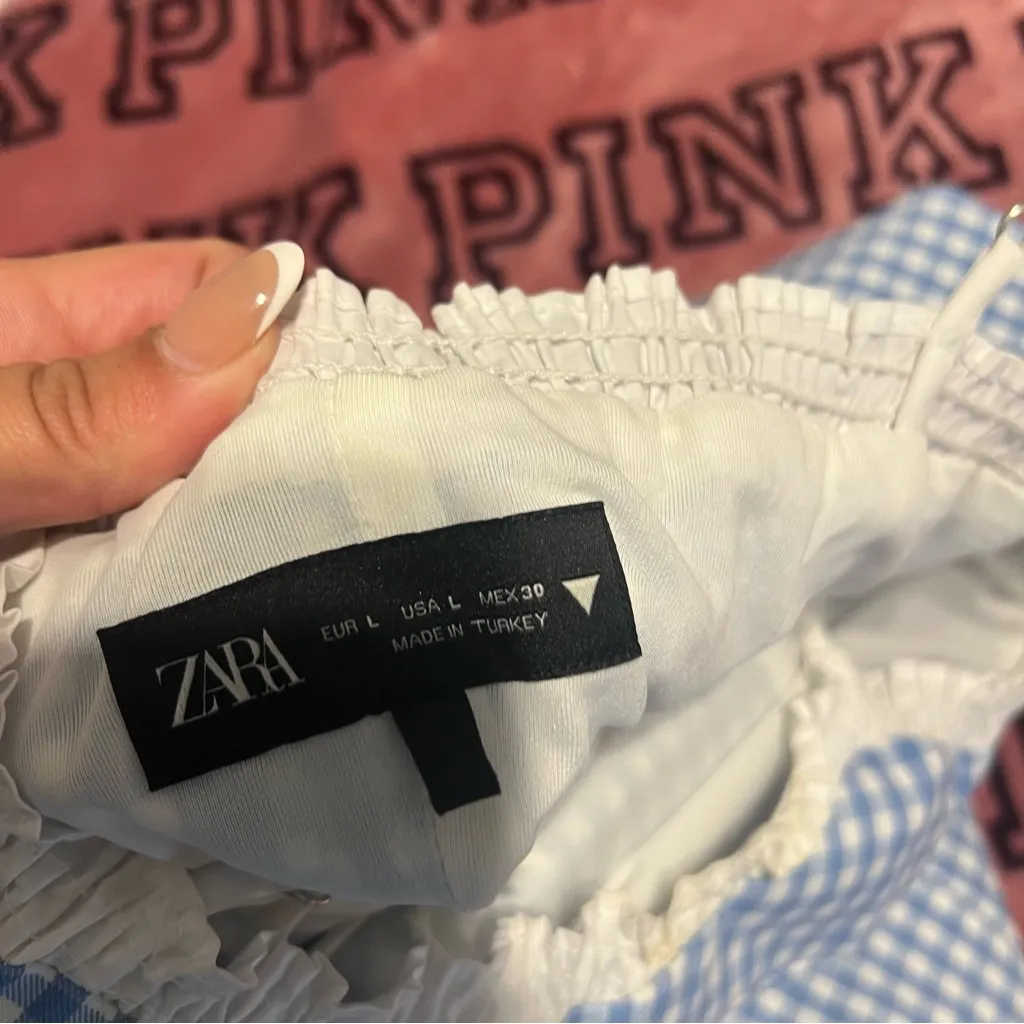 PINK
K PINK
ZARA
EUR L USA L MEX 30
MADE IN TURKEY